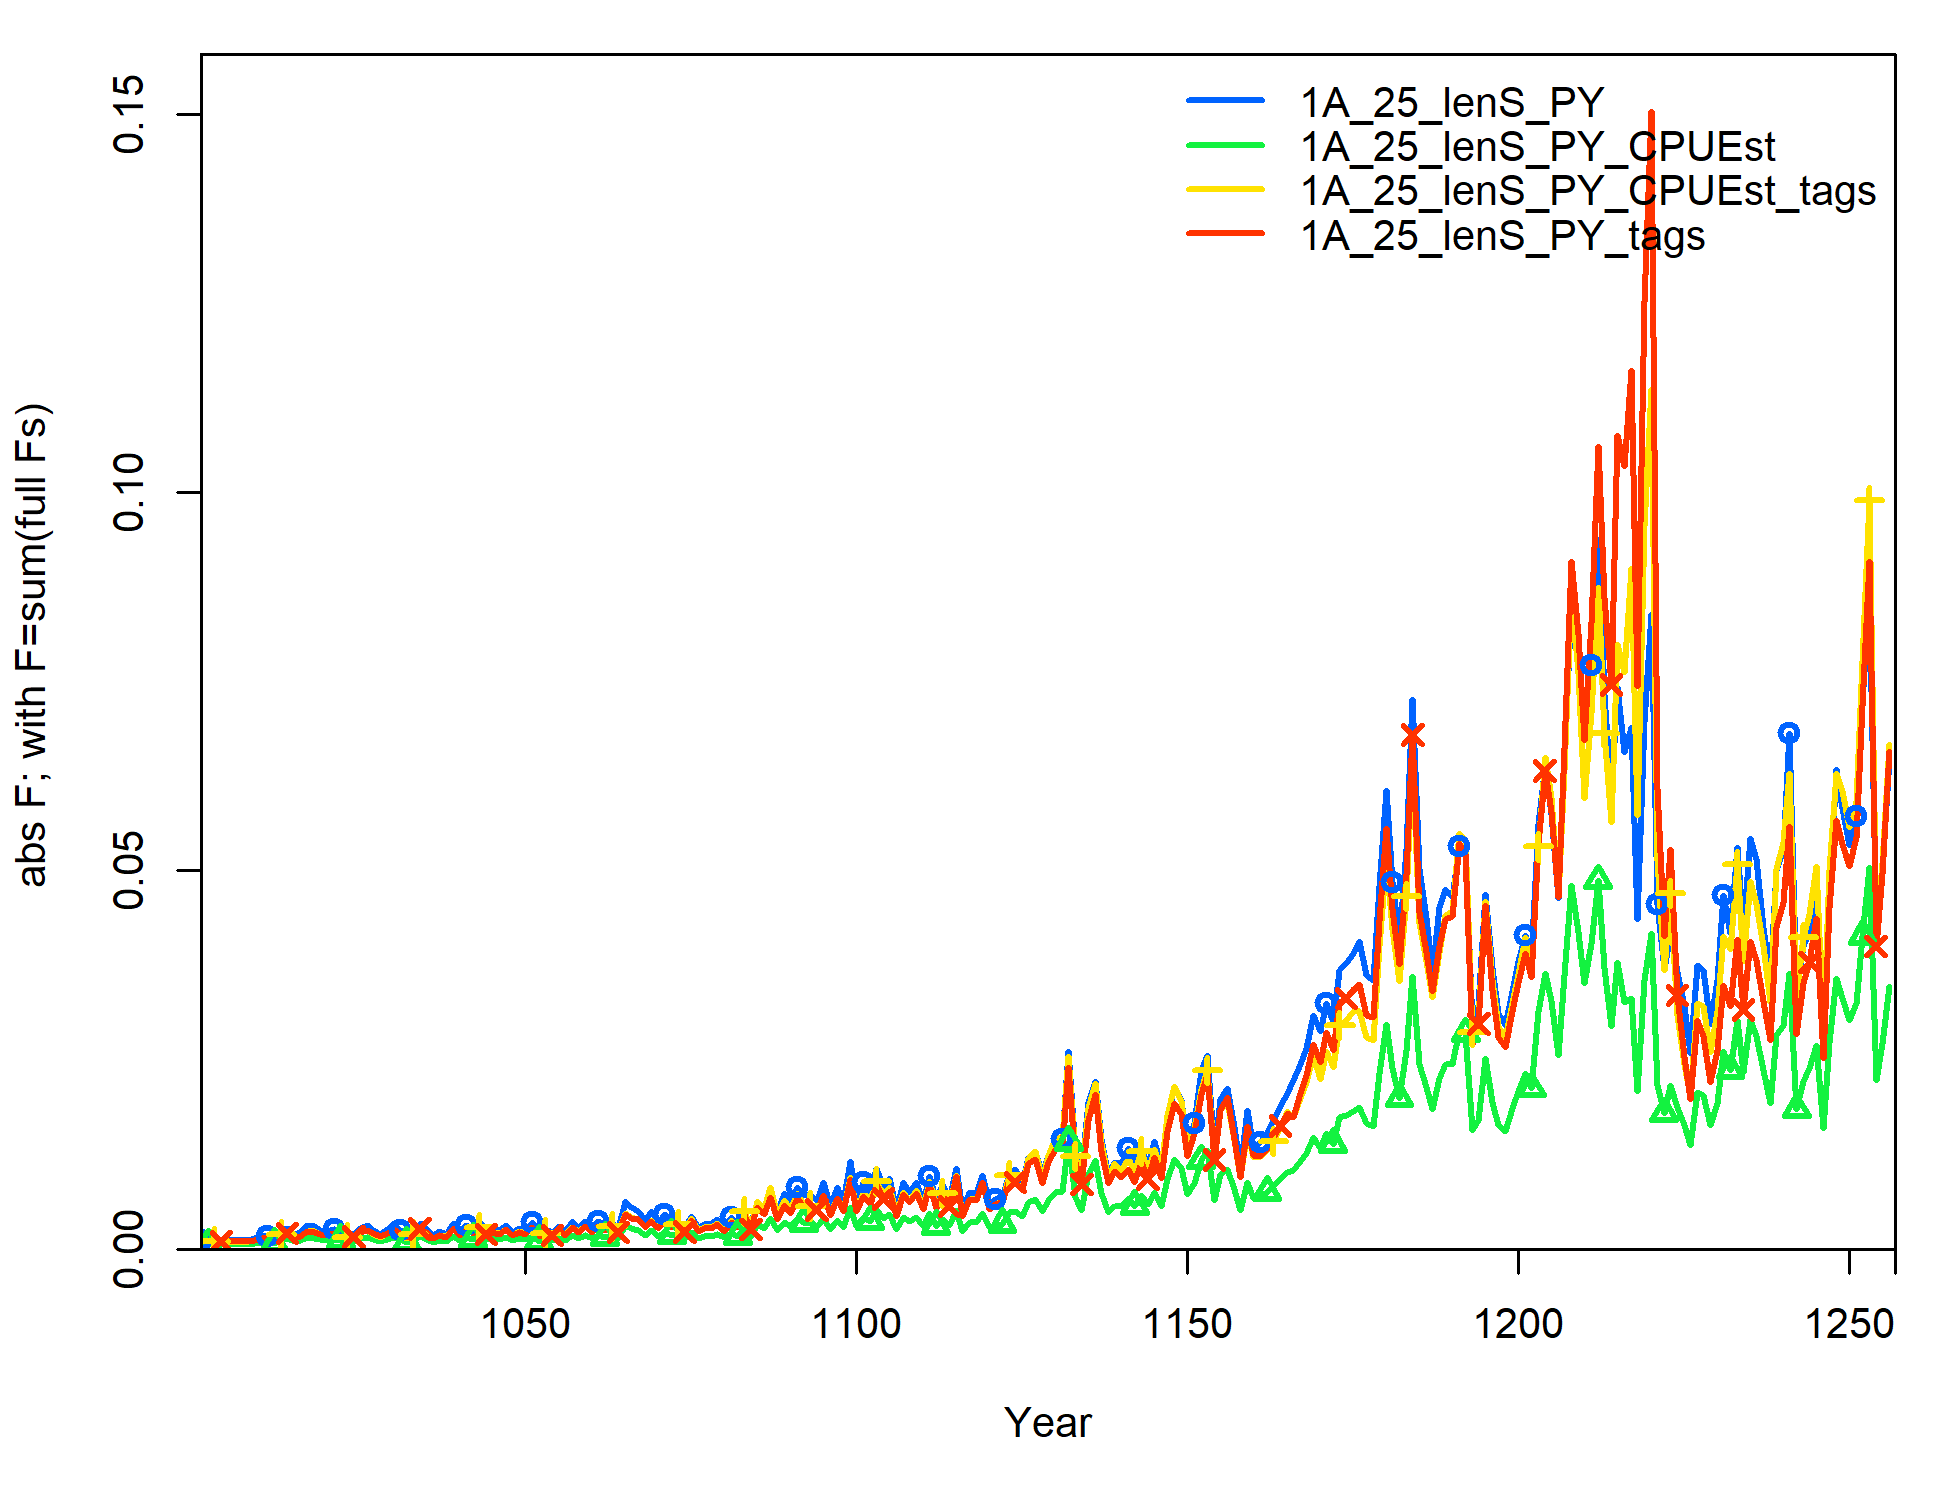 1A_25_lenS_PY
1A_25_lenS_PY_CPUEst
1A_25_lenS_PY_CPUEst_tags
1A_25_lenS_PY_tags
abs F; with F=sum(full Fs)
0.15
0.10
0.05
0.00
1050 1100 1150 1200 1250
Year